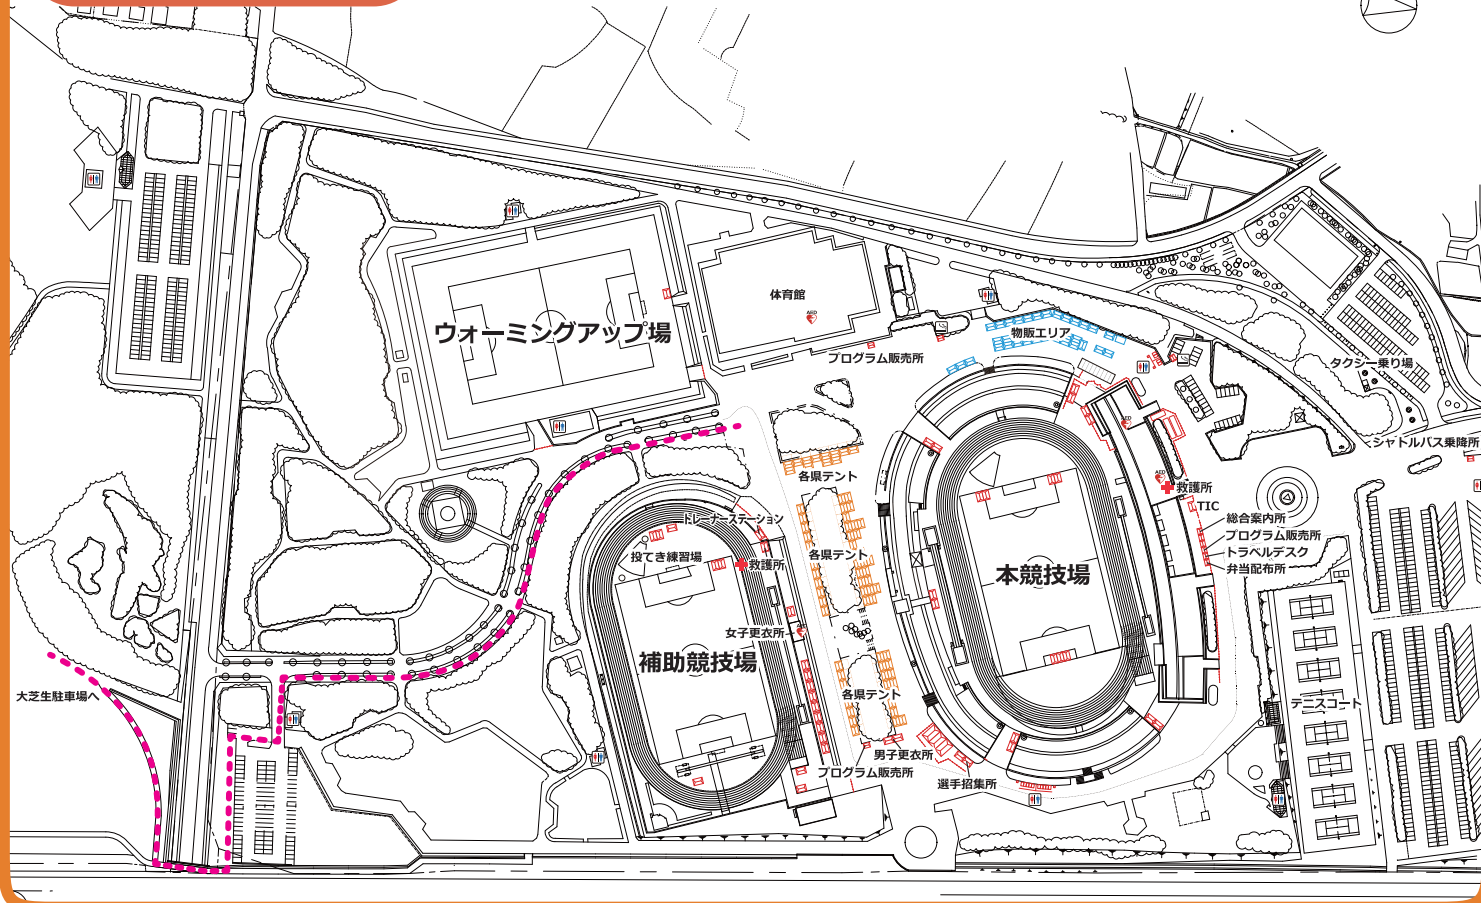 体育館
AED
ウォーミングアップ場
物販エリア
プログラム販売所
タクシー乗り場
シャトルバス乗降所
各県テント
AED
救護所
TIC
トレーナーステーション
総合案内所
プログラム販売所
トラベルデスク
弁当配布所
投てき練習場
救護所
各県テント
本競技場
女子更衣所
補助競技場
大芝生駐車場へ
各県テント
テニスコート
男子更衣所
プログラム販売所
選手招集所